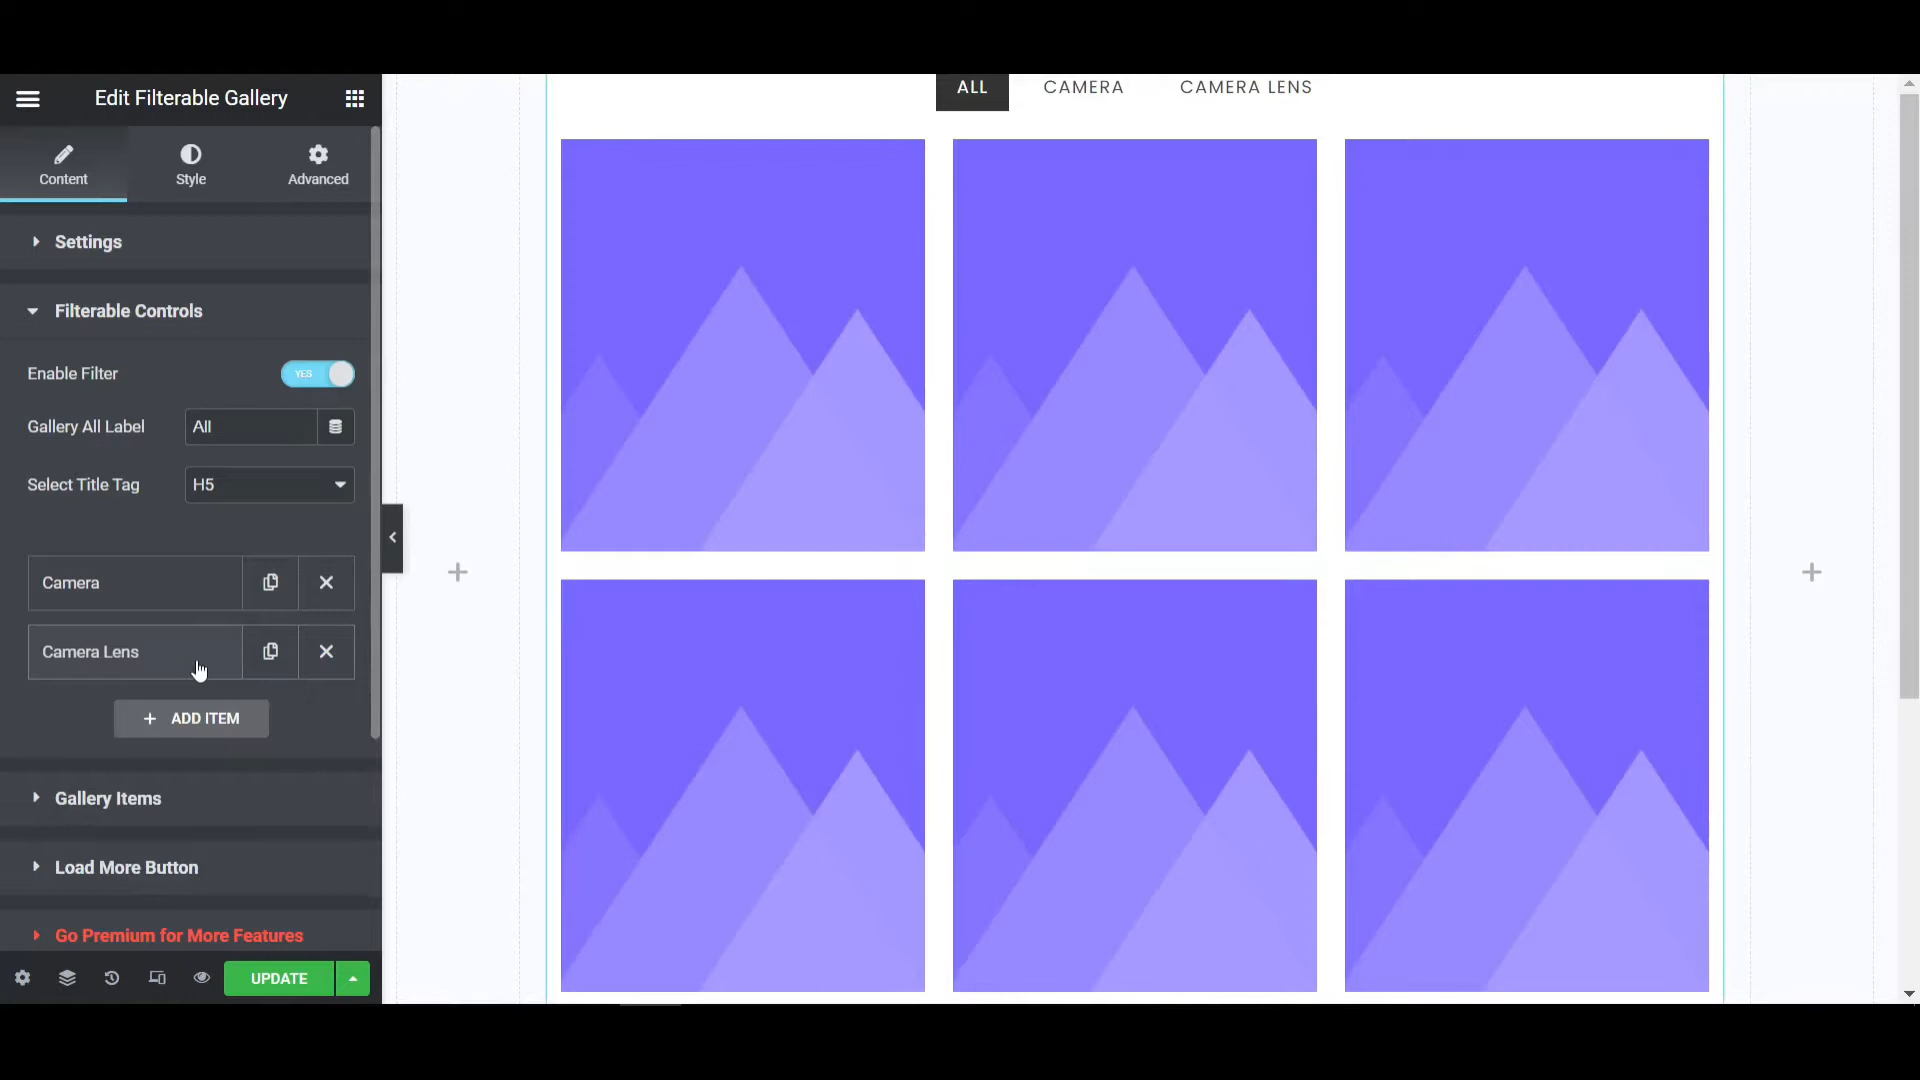 Edit Filterable Gallery
Content
Style
Advanced
Settings
Filterable Controls
Enable Filter
YES
Gallery All Label
All
Select Title Tag
H5
Camera
Camera Lens
ADD ITEM
Gallery Items
Load More Button
Go Premium for More Features
UPDATE
ALL CAMERA CAMERA LENS